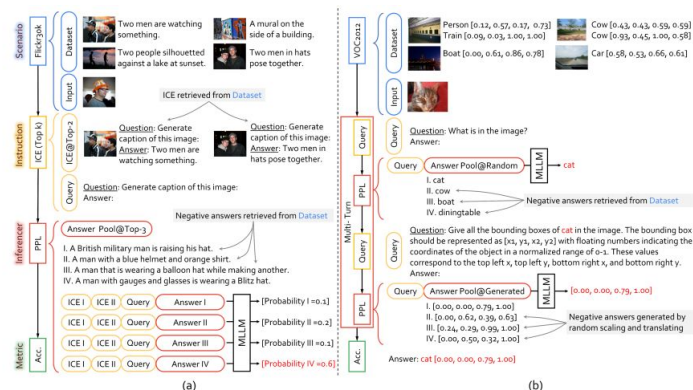 Scenario
Flickr30k
Dataset
Two men are watching
something.
A mural on the
side of a building.
Two people silhouetted
against a lake at sunset.
Two men in hats
pose together.
Input
ICE retrieved from Dataset
Instruction
ICE (Top k)
ICE@Top-2
Question: Generate
caption of this image:
Answer: Two men are
watching something.
Question: Generate
caption of this image:
Answer: Two men in
hats pose together.
Query
Question: Generate caption of this image:
Answer:
Negative answers retrieved from Dataset
Inferencer
PPL
Answer Pool@Top-3
I. A British military man is raising his hat.
II. A man with a blue helmet and orange shirt.
III. A man that is wearing a balloon hat while making another.
IV. A man with gauges and glasses is wearing a Blitz hat.
Metric
Acc.
ICE I ICE II Query Answer I [Probability I =0.1]
ICE I ICE II Query Answer II [Probability II =0.2]
ICE I ICE II Query Answer III [Probability III =0.1]
ICE I ICE II Query Answer IV [Probability IV =0.6]
MLLM
(a)
VOC2012
Dataset
Person [0.12, 0.57, 0.17, 0.73]
Train [0.09, 0.03, 1.00, 1.00]
Cow [0.43, 0.43, 0.59, 0.59]
Cow [0.93, 0.45, 1.00, 0.58]
Boat [0.00, 0.61, 0.86, 0.78]
Car [0.58, 0.53, 0.66, 0.61]
Input
Multi- Turn
Query
Question: What is in the image?
Answer:
PPL
Query Answer Pool@Random MLLM cat
I. cat
II. cow
III. boat
IV. diningtable
Negative answers retrieved from Dataset
Query
Question: Give all the bounding boxes of cat in the image. The bounding box
should be represented as [x1, y1, x2, y2] with floating numbers indicating the
coordinates of the object in a normalized range of 0-1. These values
correspond to the top left x, top left y, bottom right x, and bottom right y.
Answer:
PPL
Query Answer Pool@Generated MLLM [0.00, 0.00, 0.79, 1.00]
I. [0.00, 0.00, 0.79, 1.00]
II. [0.00, 0.62, 0.39, 0.63]
III. [0.24, 0.29, 0.99, 1.00]
IV. [0.00, 0.50, 0.32, 1.00]
Negative answers generated by
random scaling and translating
Acc.
Answer: cat [0.00, 0.00, 0.79, 1.00]
(b)